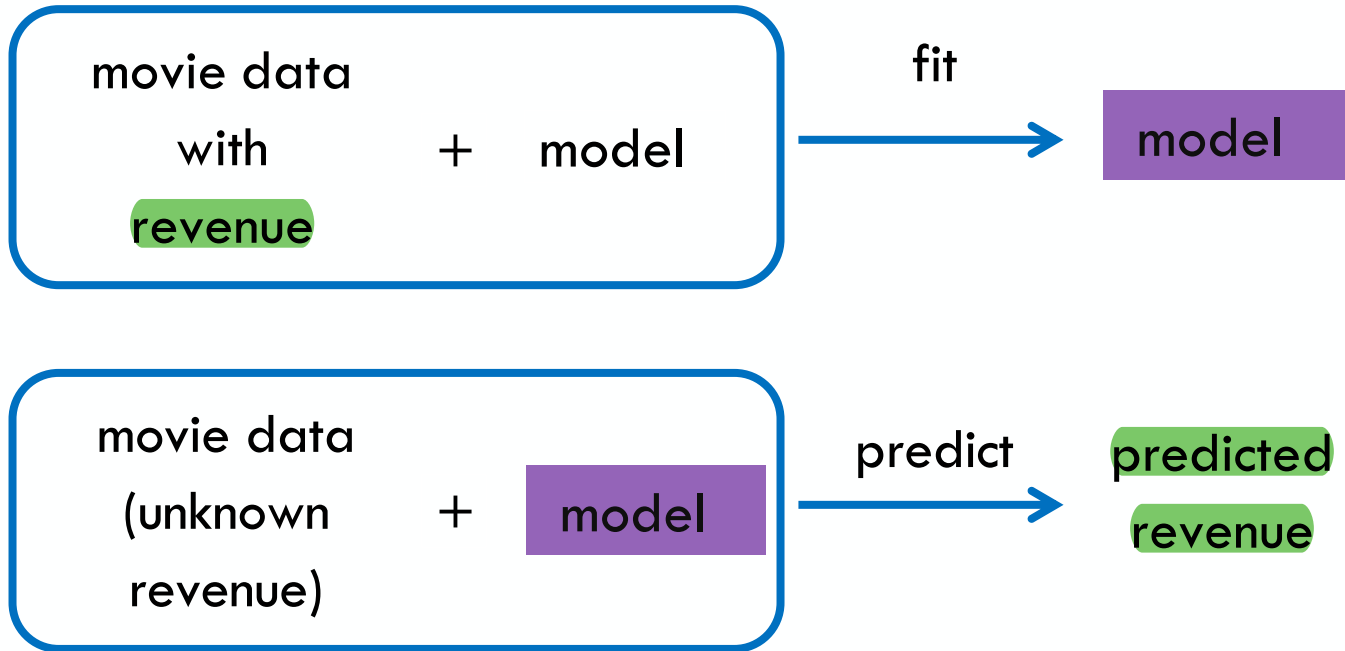 movie data
with
revenue
+
model
fit
model
movie data
(unknown
revenue)
+
model
predict
predicted
revenue